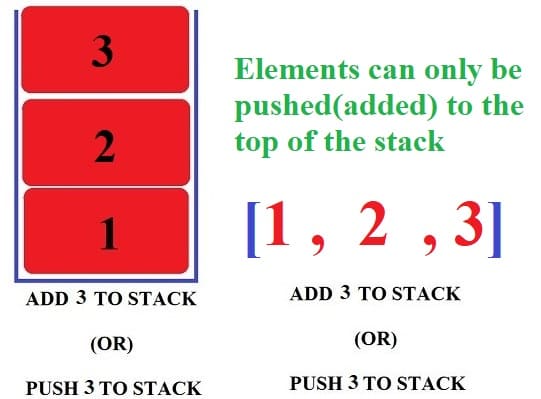 3
2
1
ADD 3 TO STACK
(OR)
PUSH 3 TO STACK
Elements can only be
pushed(added) to the
top of the stack
[1 , 2 , 3]
ADD 3 TO STACK
(OR)
PUSH 3 TO STACK